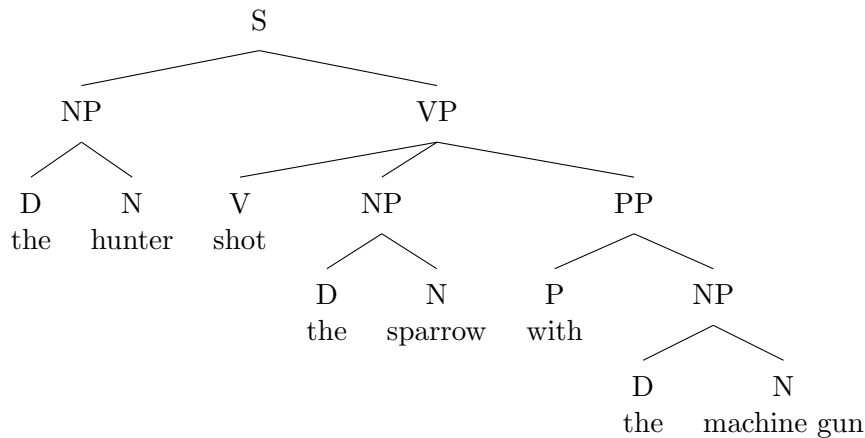 S
NP VP
D N V NP PP
the hunter shot
D N P NP
the sparrow with
D N
the machine gun